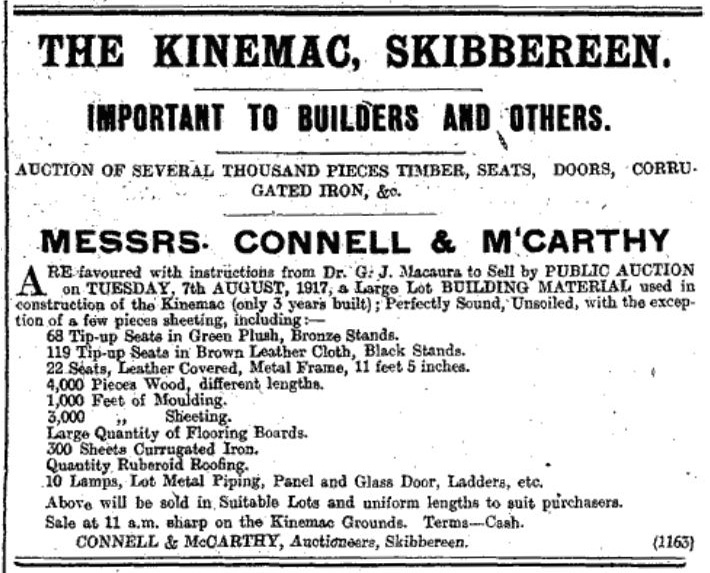 THE KINEMAC, SKIBBEREEN.
IMPORTANT TO BUILDERS AND OTHERS.
AUCTION OF SEVERAL THOUSAND PIECES TIMBER, SEATS, DOORS, CORRU-
GATED IRON, &c.
MESSRS. CONNELL & M'CARTHY
ARE favoured with instructions from Dr. G. J. Macaura to Sell by PUBLIC AUCTION
on TUESDAY, 7th AUGUST, 1917, a Large Lot BUILDING MATERIAL used in
construction of the Kinemac (only 3 years built); Perfectly Sound, Unsoiled, with the excep-
tion of a few pieces sheeting, including:—
68 Tip-up Seats in Green Plush, Bronze Stands.
119 Tip-up Seats in Brown Leather Cloth, Black Stands.
22 Seats, Leather Covered, Metal Frame, 11 feet 5 inches.
4,000 Pieces Wood, different lengths.
1,000 Feet of Moulding.
3,000 „ Sheeting.
Large Quantity of Flooring Boards.
300 Sheets Currugated Iron.
Quantity Ruberoid Roofing.
10 Lamps, Lot Metal Piping, Panel and Glass Door, Ladders, etc.
Above will be sold in Suitable Lots and uniform lengths to suit purchasers.
Sale at 11 a.m. sharp on the Kinemac Grounds. Terms—Cash.
CONNELL & McCARTHY, Auctioneers, Skibbereen. (1163)